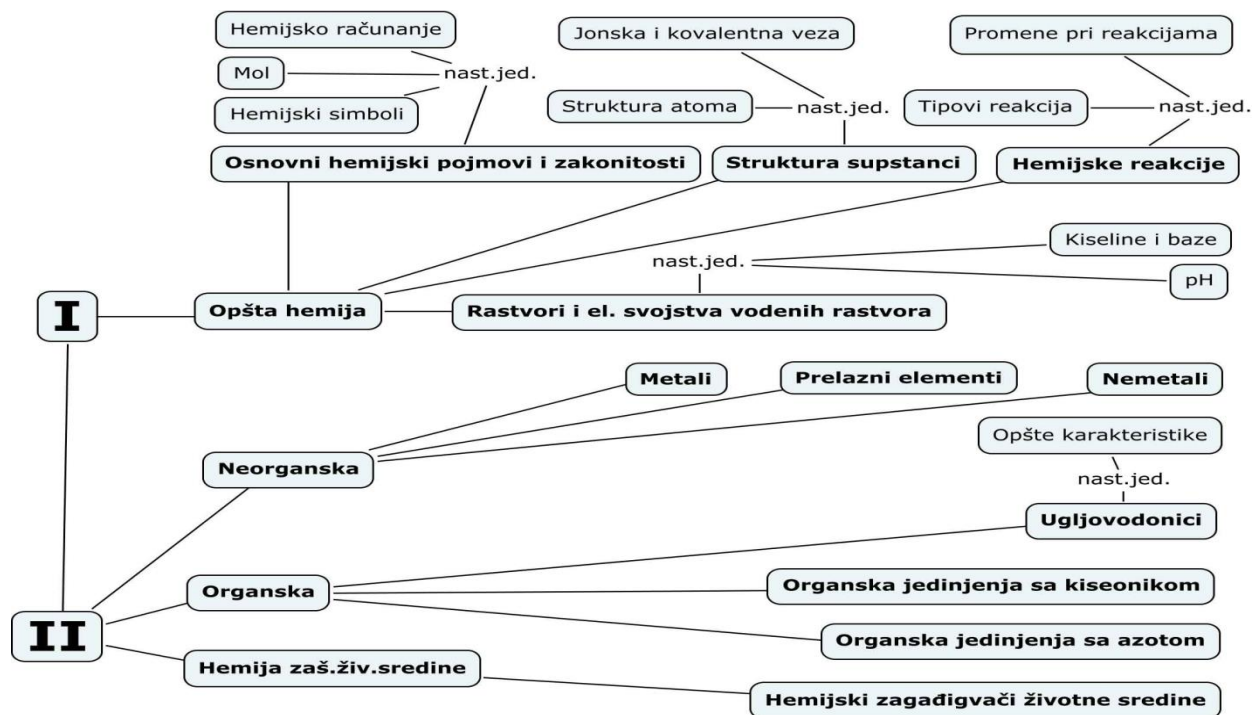 Hemijsko računanje
Jonska i kovalentna veza
Promene pri reakcijama
Mol
nast.jed.
Hemijski simboli
Struktura atoma
nast.jed.
Tipovi reakcija
nast.jed.
Osnovni hemijski pojmovi i zakonitosti
Struktura supstanci
Hemijske reakcije
Kiseline i baze
nast.jed.
pH
I
Opšta hemija
Rastvori i el. svojstva vodenih rastvora
Metali
Prelazni elementi
Nemetali
Opšte karakteristike
Neorganska
nast.jed.
Ugljovodonici
Organska
Organska jedinjenja sa kiseonikom
II
Organska jedinjenja sa azotom
Hemija zaš.živ.sredine
Hemijski zagađigvači životne sredine